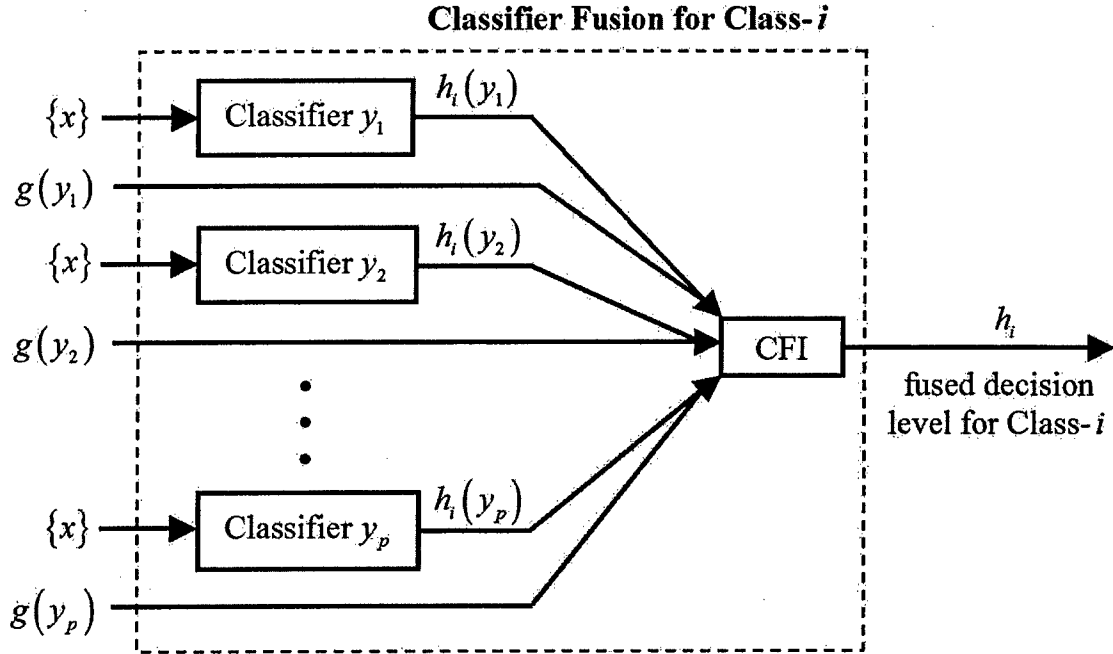 Classifier Fusion for Class-i
{x}
Classifier y₁
hᵢ(y₁)
g(y₁)
{x}
Classifier y₂
hᵢ(y₂)
g(y₂)
CFI
hᵢ
fused decision
level for Class-i
{x}
Classifier yₚ
hᵢ(yₚ)
g(yₚ)